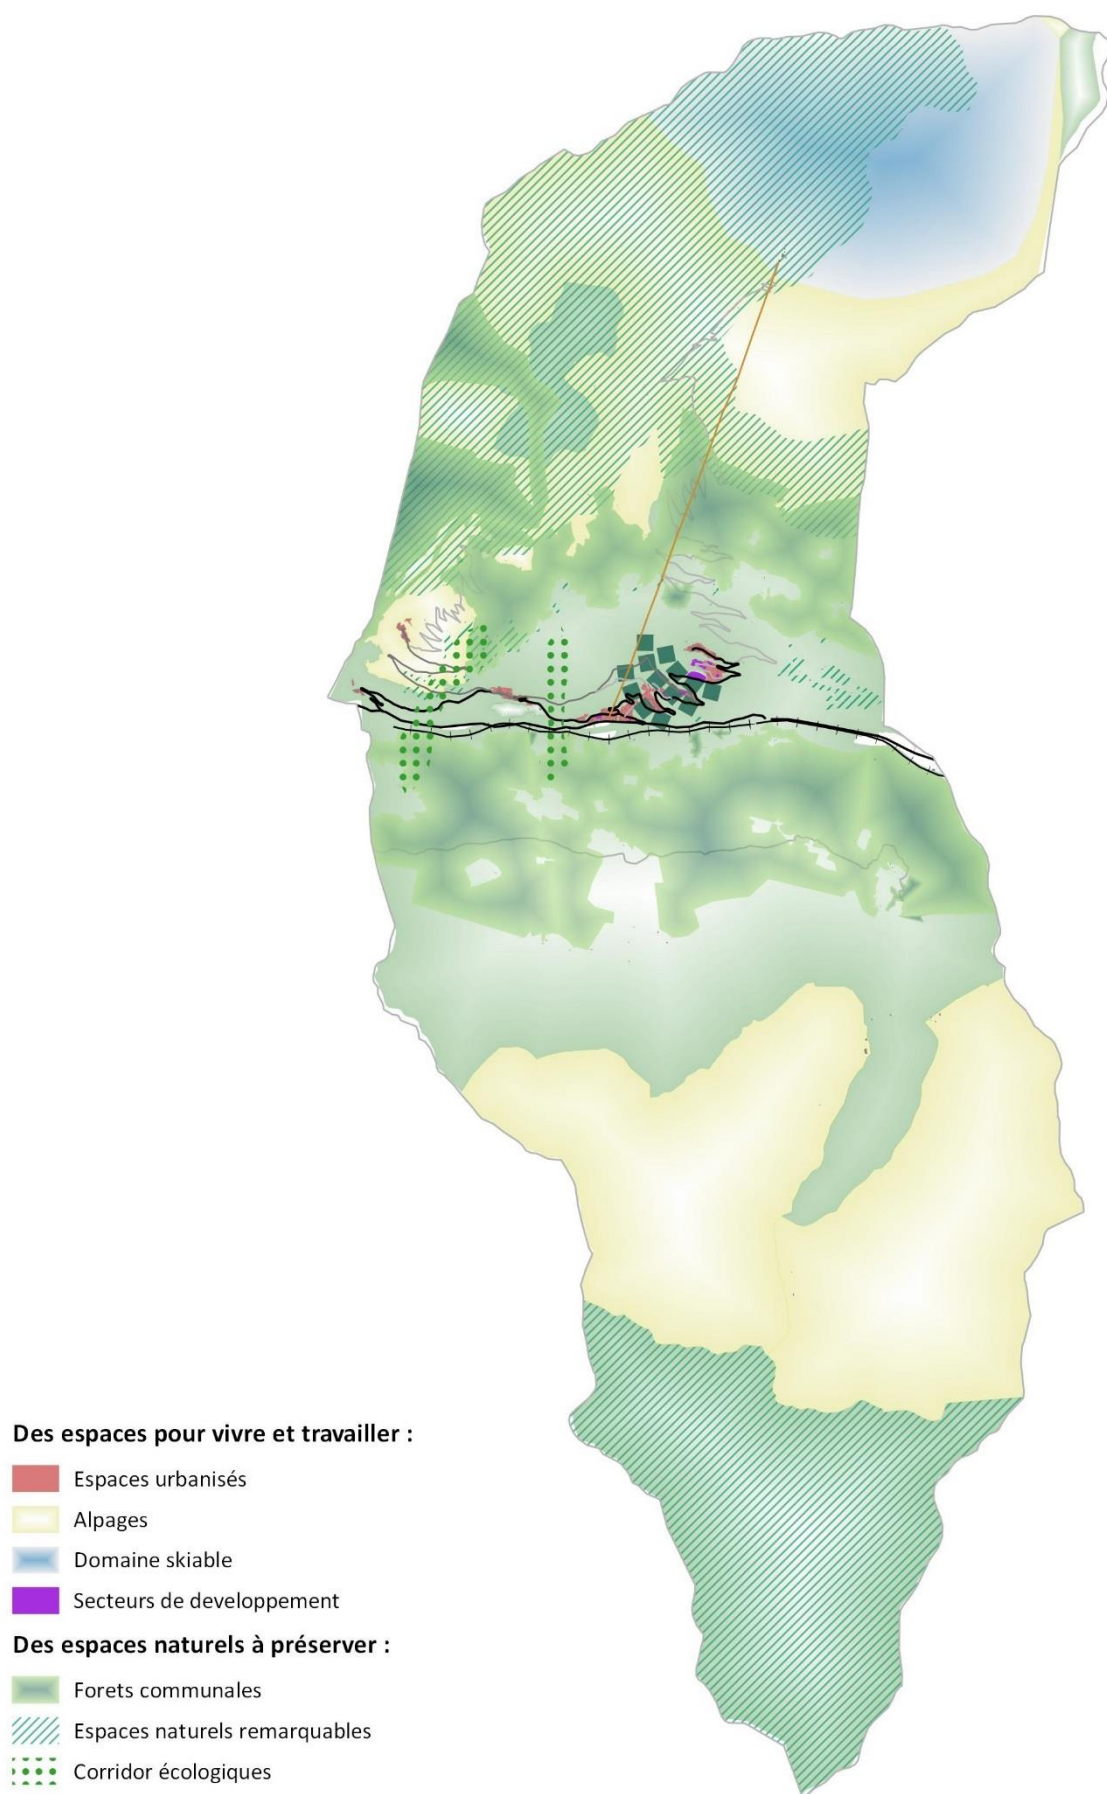 Des espaces pour vivre et travailler :
Espaces urbanisés
Alpages
Domaine skiable
Secteurs de developpement
Des espaces naturels à préserver :
Forets communales
Espaces naturels remarquables
Corridor écologiques